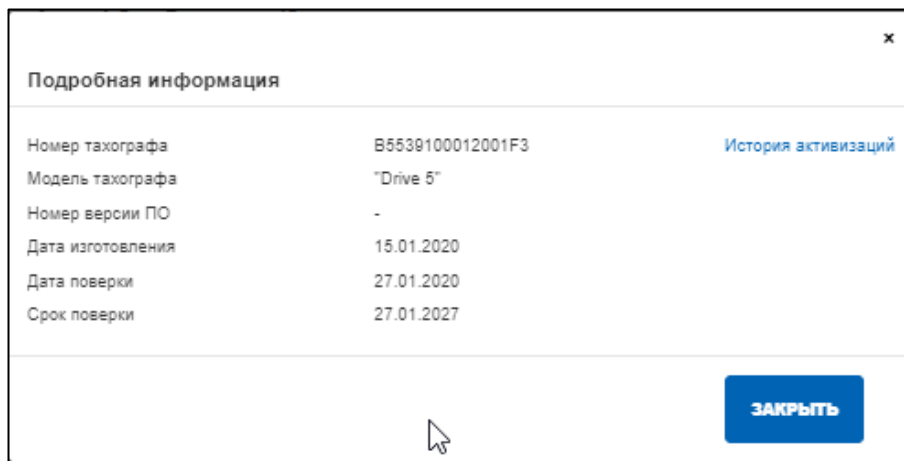 ×
Подробная информация
Номер тахографа B5539100012001F3 История активизаций
Модель тахографа "Drive 5"
Номер версии ПО -
Дата изготовления 15.01.2020
Дата поверки 27.01.2020
Срок поверки 27.01.2027
ЗАКРЫТЬ